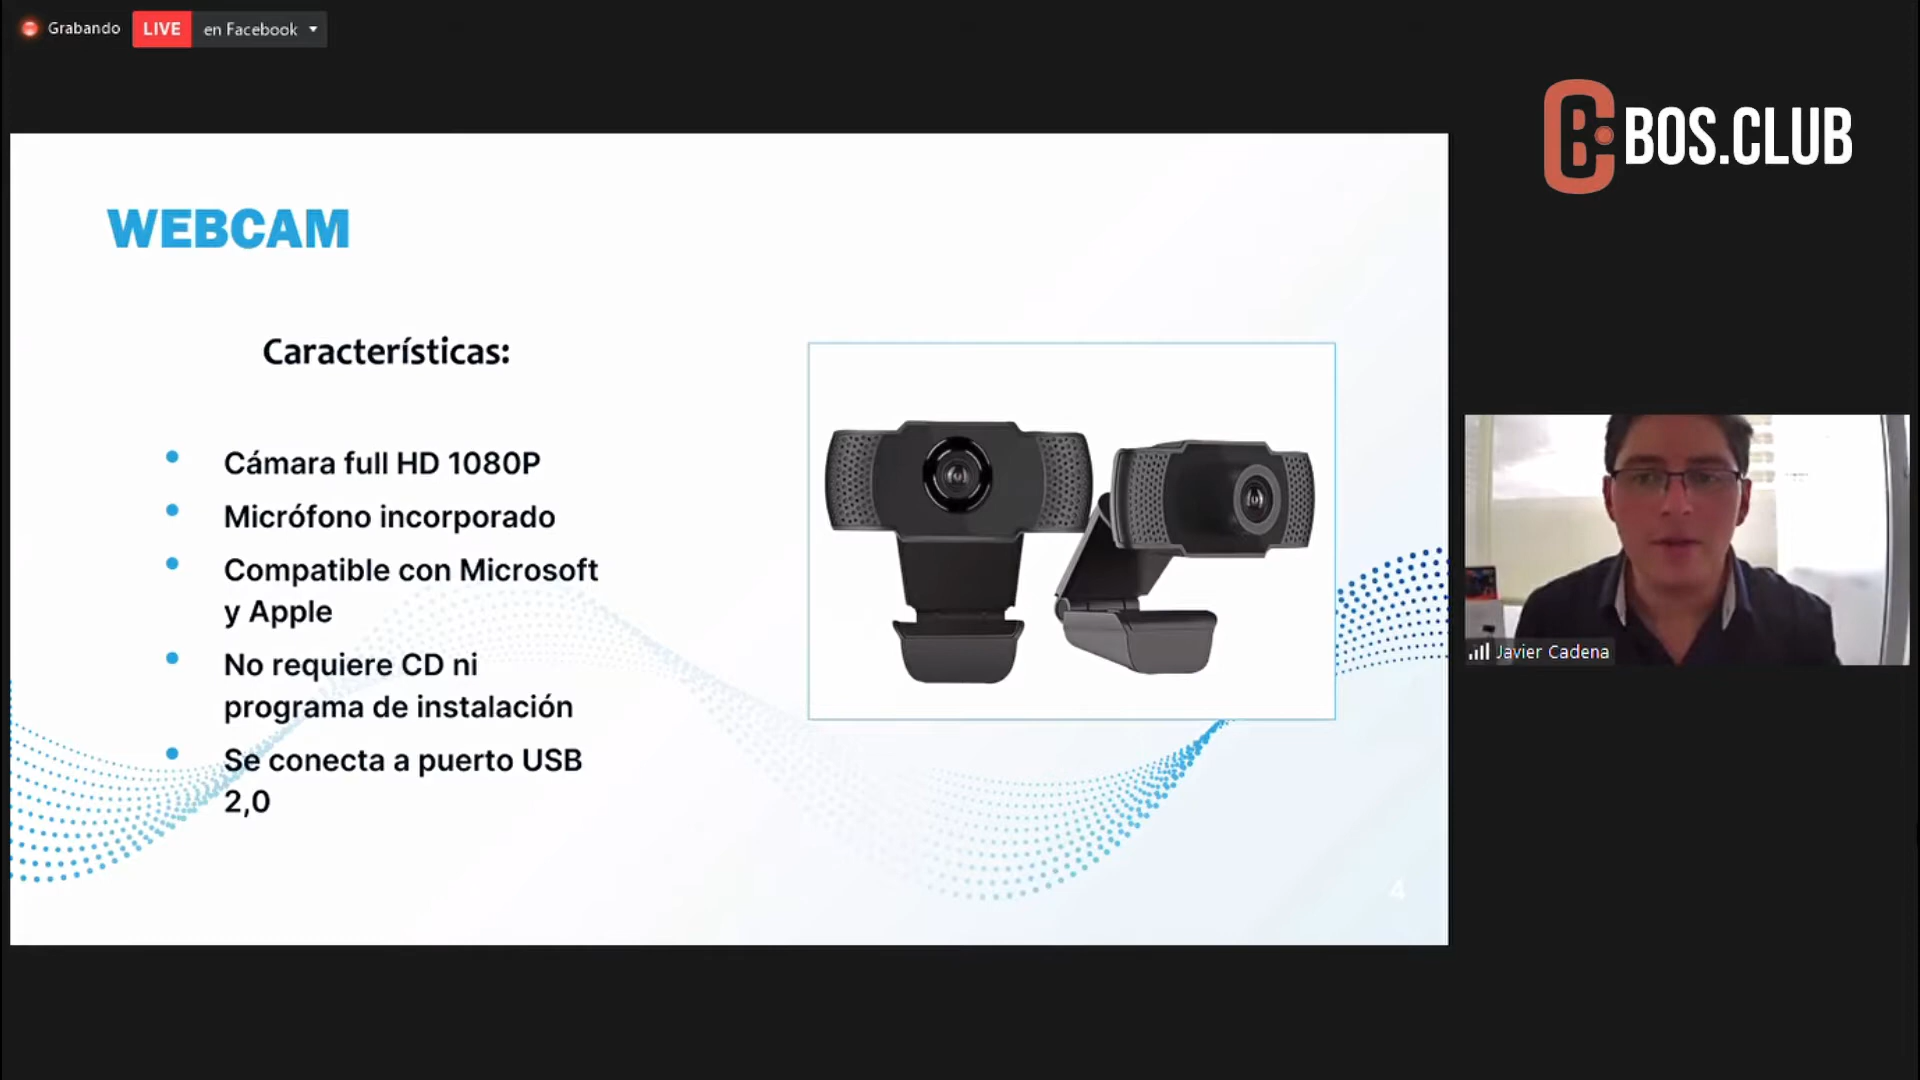 Grabando
LIVE en Facebook
BOS.CLUB
WEBCAM
Características:
Cámara full HD 1080P
Micrófono incorporado
Compatible con Microsoft
y Apple
No requiere CD ni
programa de instalación
Se conecta a puerto USB
2,0
4
Javier Cadena